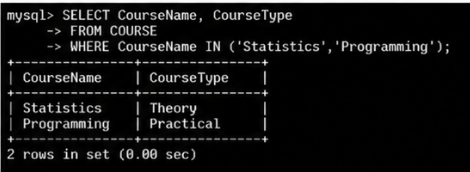 mysql> SELECT CourseName, CourseType
    -> FROM COURSE
    -> WHERE CourseName IN ('Statistics','Programming');
+-------------+------------+
| CourseName  | CourseType |
+-------------+------------+
| Statistics  | Theory     |
| Programming | Practical  |
+-------------+------------+
2 rows in set (0.00 sec)